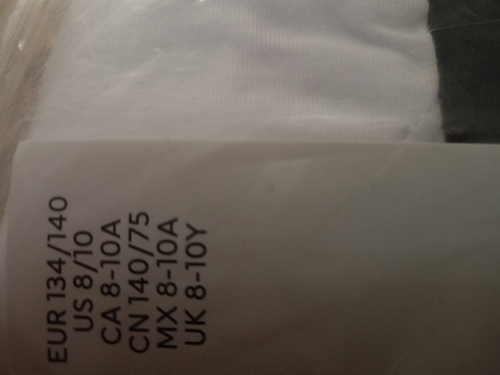 EUR 134/140
US 8/10
CA 8-10A
CN 140/75
MX 8-10A
UK 8-10Y